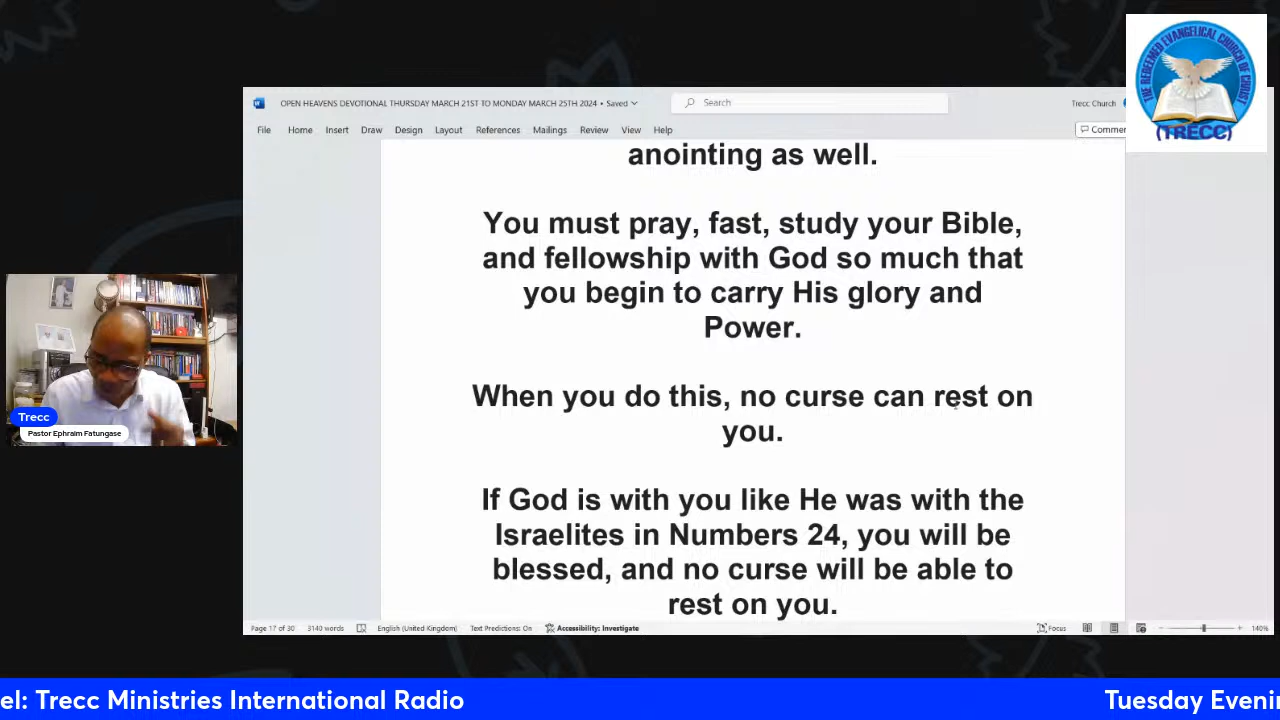 THE REDEEMED EVANGELICAL CHURCH OF CHRIST
(TRECC)
OPEN HEAVENS DEVOTIONAL THURSDAY MARCH 21ST TO MONDAY MARCH 25TH 2024 • Saved
Search
Trecc Church
File Home Insert Draw Design Layout References Mailings Review View Help
Commen
anointing as well.
You must pray, fast, study your Bible,
and fellowship with God so much that
you begin to carry His glory and
Power.
When you do this, no curse can rest on
you.
If God is with you like He was with the
Israelites in Numbers 24, you will be
blessed, and no curse will be able to
rest on you.
Trecc
Pastor Ephraim Fatungase
Page 17 of 30 3140 words English (United Kingdom) Text Predictions: On Accessibility: Investigate Focus 140%
el: Trecc Ministries International Radio Tuesday Evenin